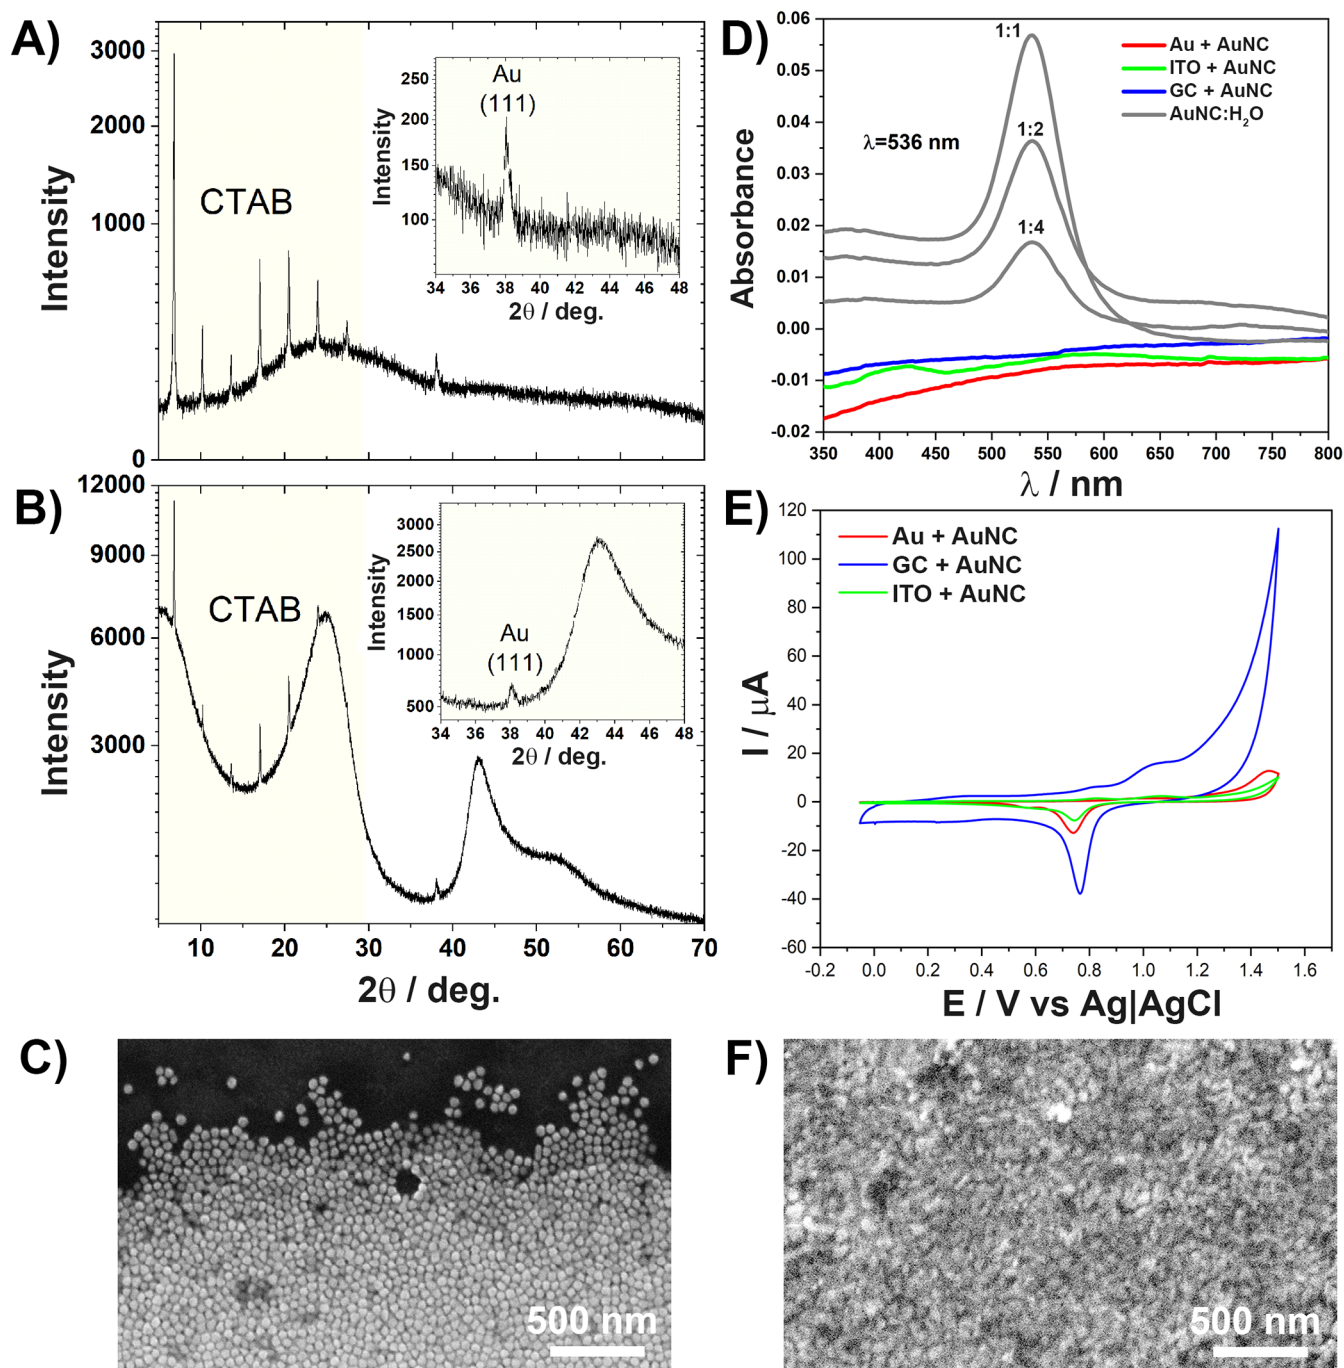 A)
3000
2000
1000
0
Intensity
CTAB
250
200
150
100
Intensity
Au
(111)
34 36 38 40 42 44 46 48
2θ / deg.
B)
12000
9000
6000
3000
Intensity
CTAB
3000
2500
2000
1500
1000
500
Intensity
Au
(111)
34 36 38 40 42 44 46 48
2θ / deg.
10 20 30 40 50 60 70
2θ / deg.
C)
500 nm
D)
0.06
0.05
0.04
0.03
0.02
0.01
0.00
-0.01
-0.02
Absorbance
1:1
1:2
1:4
λ=536 nm
Au + AuNC
ITO + AuNC
GC + AuNC
AuNC:H₂O
350 400 450 500 550 600 650 700 750 800
λ / nm
E)
120
100
80
60
40
20
0
-20
-40
-60
I / μA
Au + AuNC
GC + AuNC
ITO + AuNC
-0.2 0.0 0.2 0.4 0.6 0.8 1.0 1.2 1.4 1.6
E / V vs Ag|AgCl
F)
500 nm